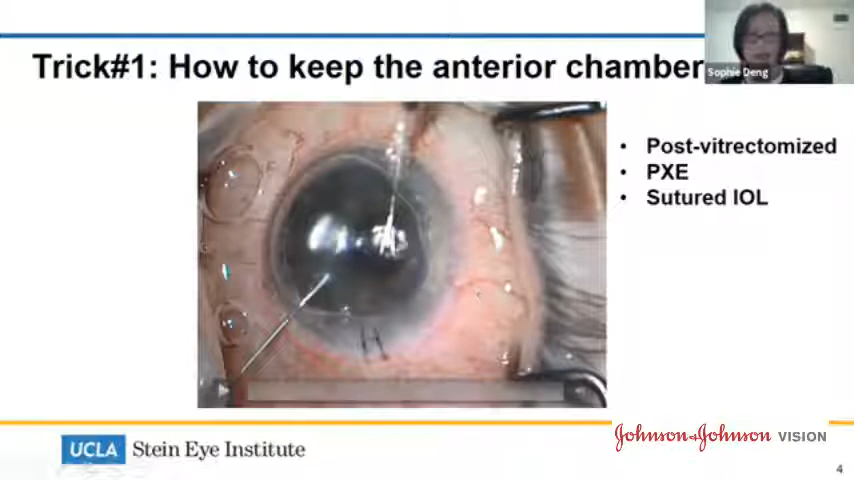 Trick#1: How to keep the anterior chamber
Sophie Deng
• Post-vitrectomized
• PXE
• Sutured IOL
UCLA Stein Eye Institute
Johnson+Johnson VISION
4